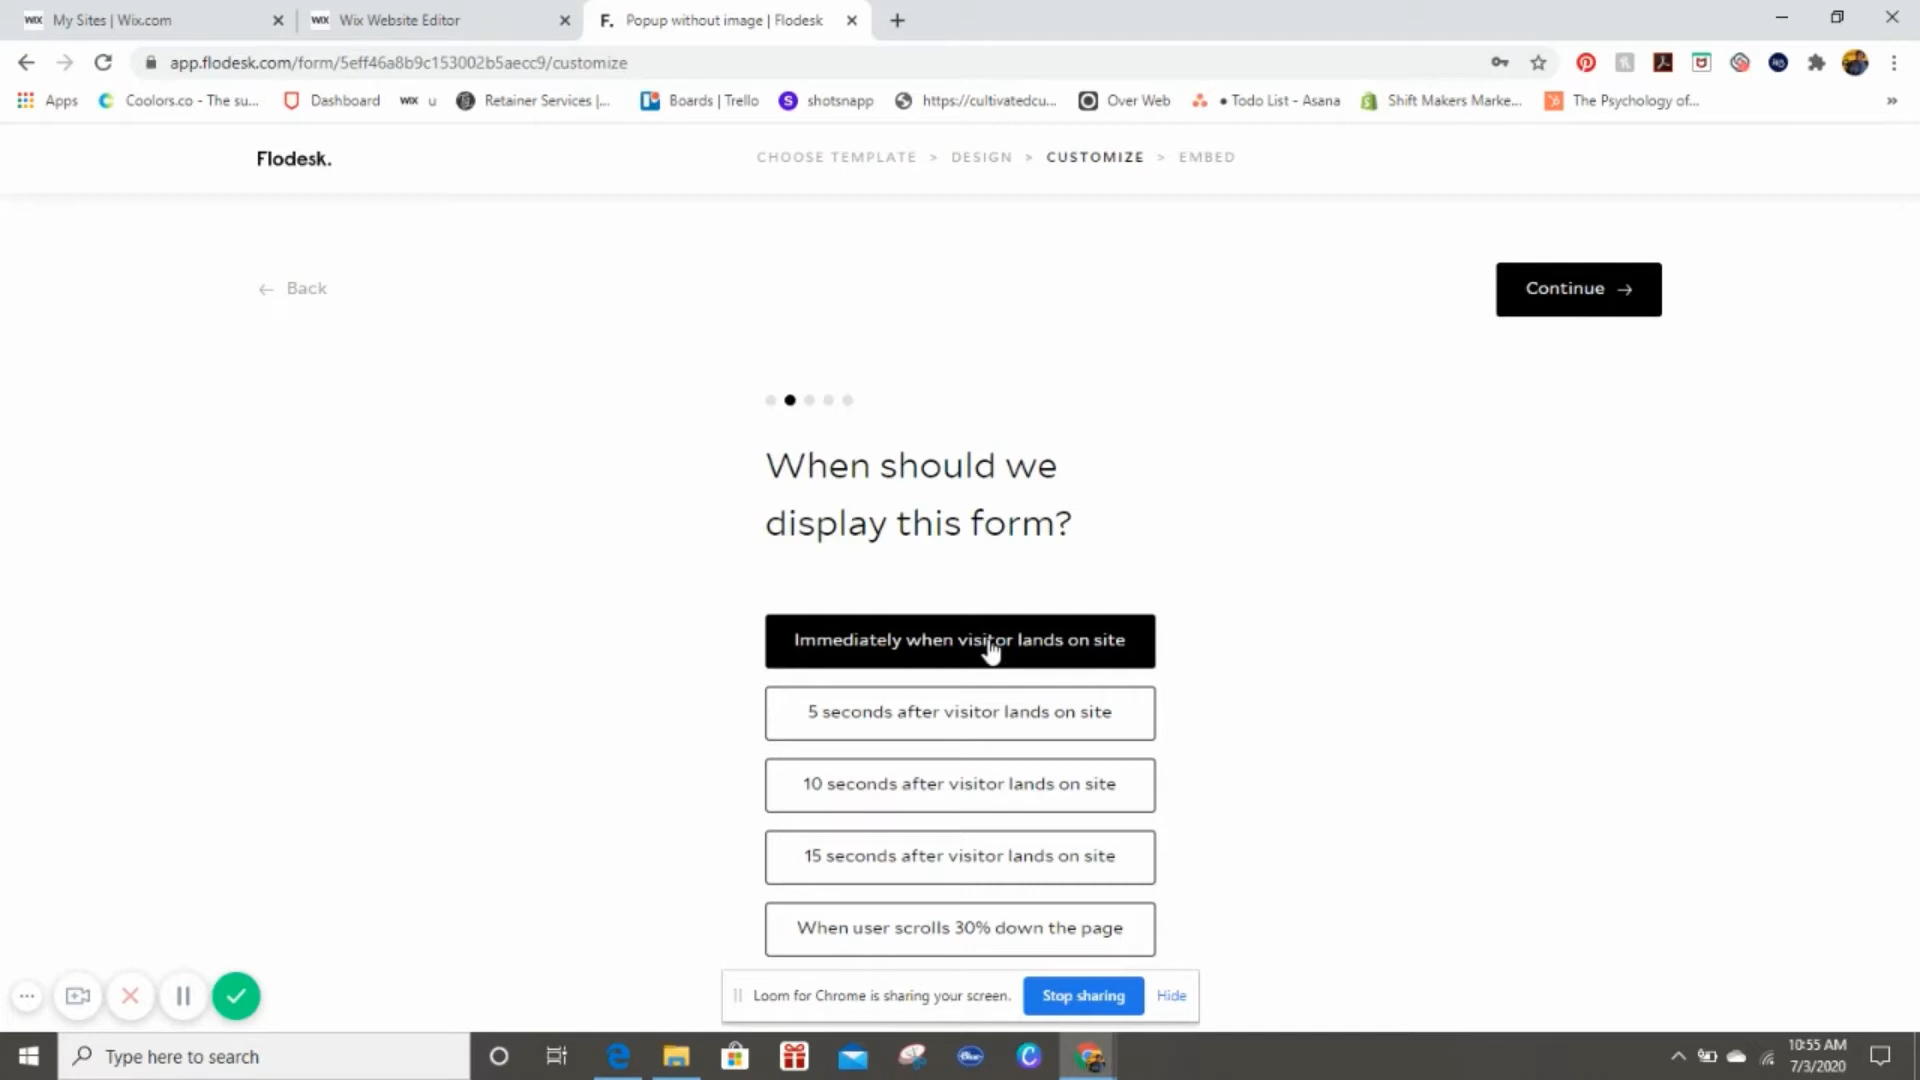 WIX My Sites | Wix.com
WIX Wix Website Editor
F. Popup without image | Flodesk
app.flodesk.com/form/5eff46a8b9c153002b5aecc9/customize
Apps
Coolors.co - The su...
Dashboard
WIX u
Retainer Services |...
Boards | Trello
S shotsnapp
https://cultivatedcu...
Over Web
• Todo List - Asana
Shift Makers Marke...
The Psychology of...
»
Flodesk.
CHOOSE TEMPLATE > DESIGN > CUSTOMIZE > EMBED
← Back
Continue →
When should we
display this form?
Immediately when visitor lands on site
5 seconds after visitor lands on site
10 seconds after visitor lands on site
15 seconds after visitor lands on site
When user scrolls 30% down the page
Loom for Chrome is sharing your screen.
Stop sharing
Hide
Type here to search
10:55 AM
7/3/2020